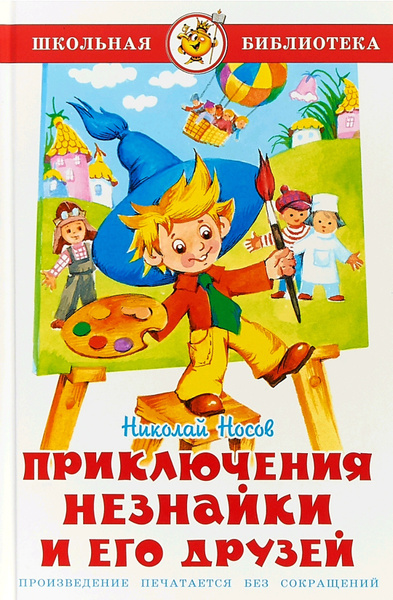 ШКОЛЬНАЯ БИБЛИОТЕКА
Николай Носов
ПРИКЛЮЧЕНИЯ
НЕЗНАЙКИ
И ЕГО ДРУЗЕЙ
ПРОИЗВЕДЕНИЕ ПЕЧАТАЕТСЯ БЕЗ СОКРАЩЕНИЙ